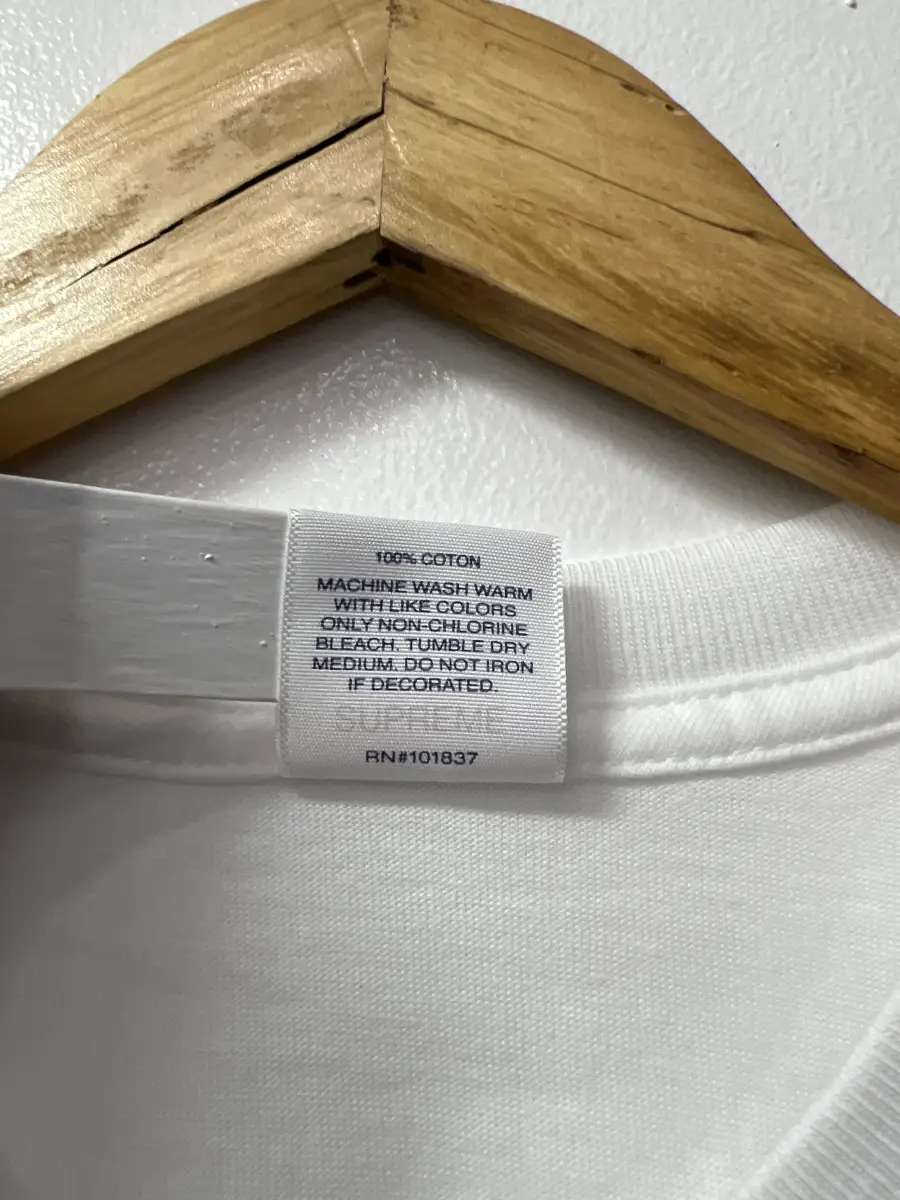 100% COTON
MACHINE WASH WARM
WITH LIKE COLORS
ONLY NON-CHLORINE
BLEACH. TUMBLE DRY
MEDIUM. DO NOT IRON
IF DECORATED.
SUPREME
RN#101837